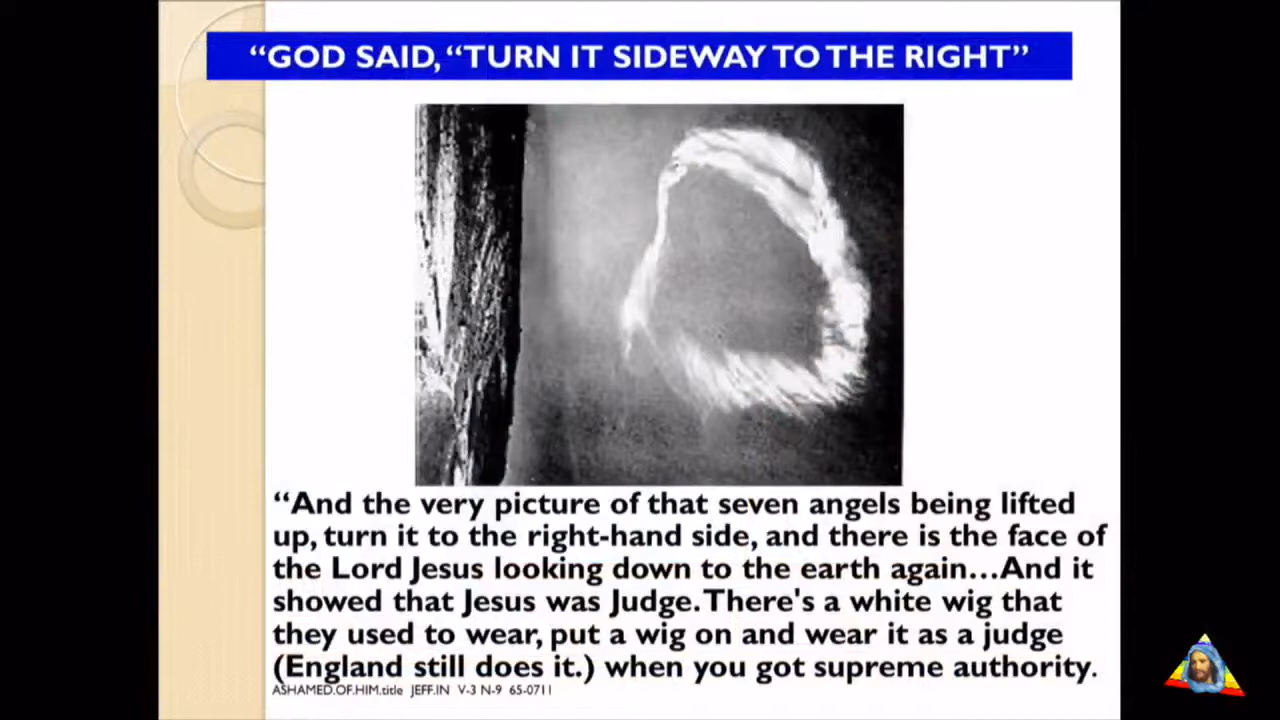 “GOD SAID, “TURN IT SIDEWAY TO THE RIGHT”
“And the very picture of that seven angels being lifted
up, turn it to the right-hand side, and there is the face of
the Lord Jesus looking down to the earth again...And it
showed that Jesus was Judge. There's a white wig that
they used to wear, put a wig on and wear it as a judge
(England still does it.) when you got supreme authority.
ASHAMED.OF.HIM.title JEFF.IN V-3 N-9 65-0711